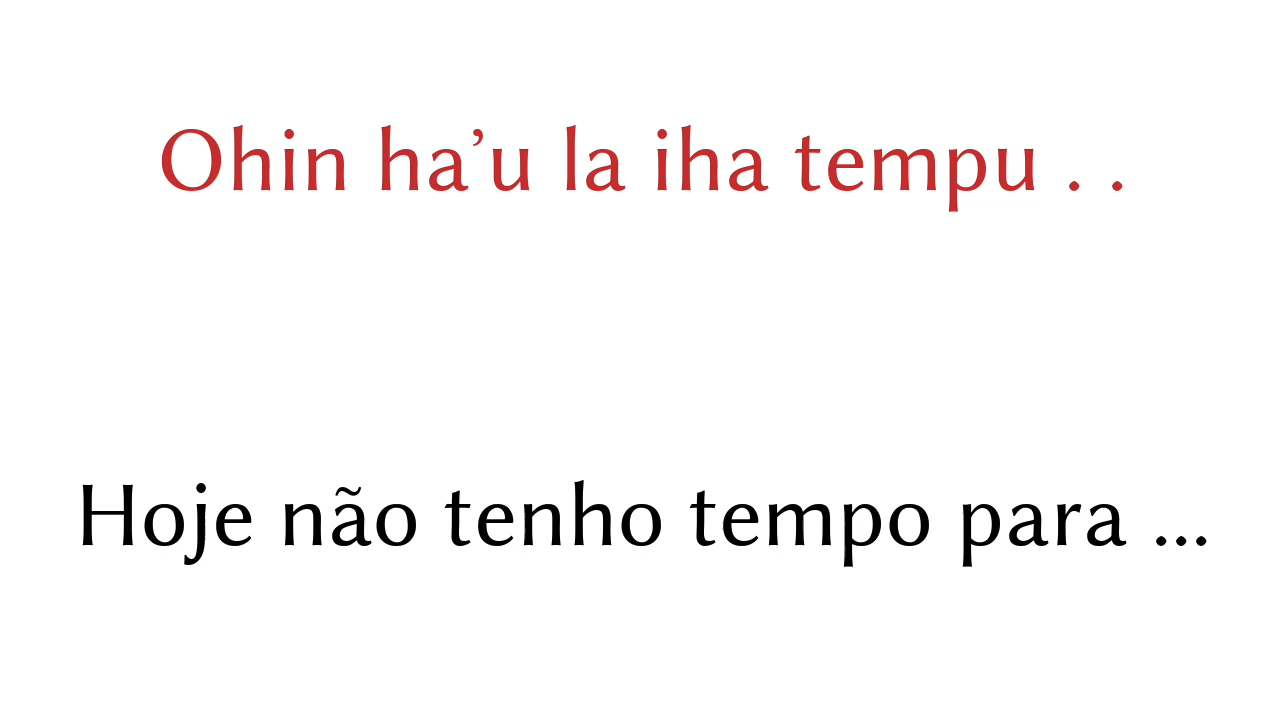 Ohin ha’u la iha tempu . .
Hoje não tenho tempo para ...